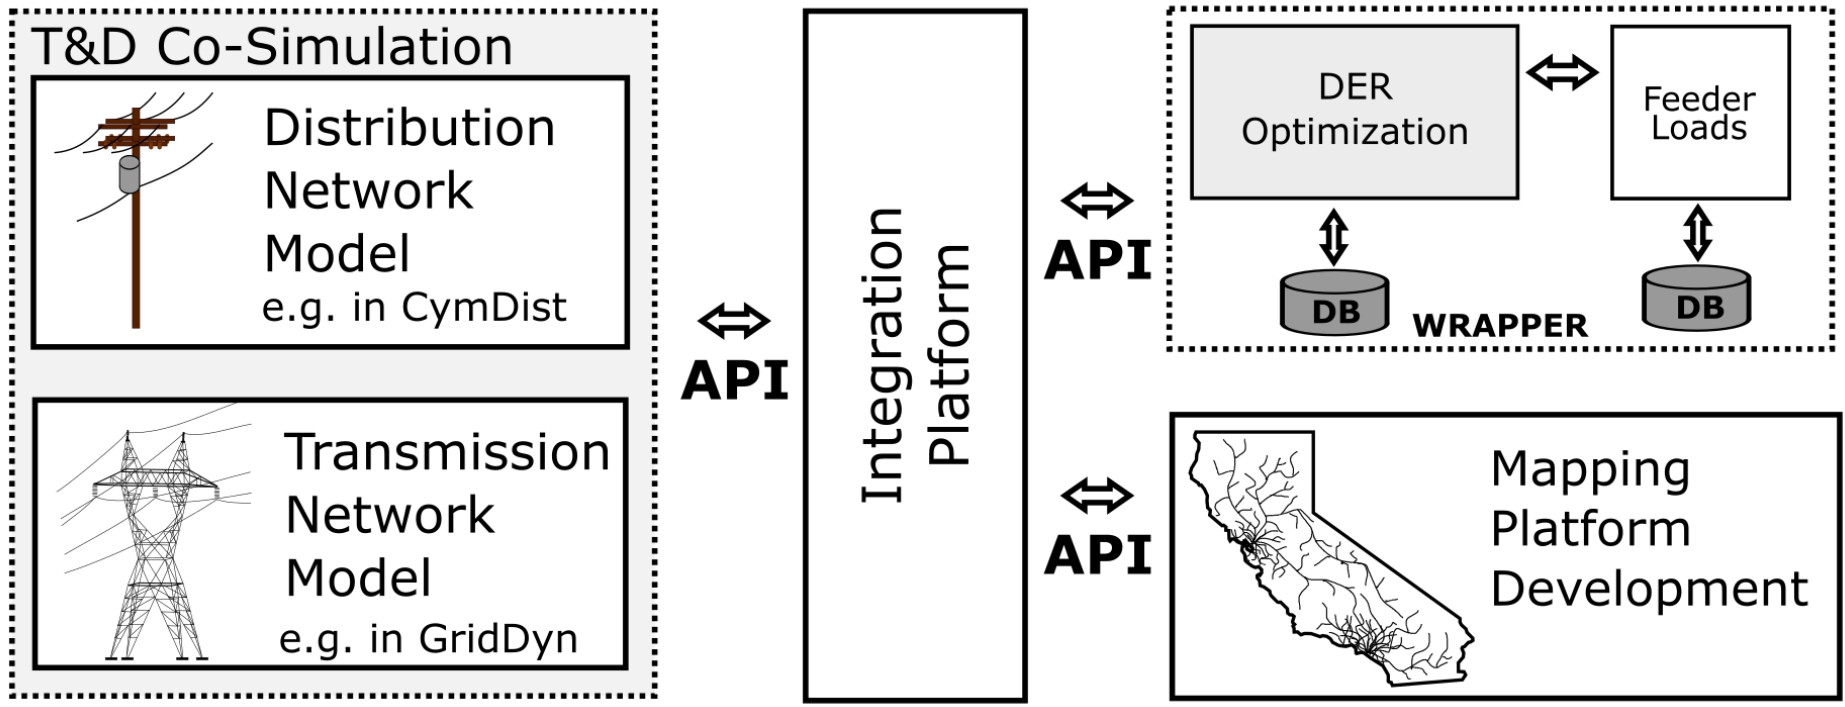 T&D Co-Simulation
Distribution
Network
Model
e.g. in CymDist
Transmission
Network
Model
e.g. in GridDyn
API
Integration
Platform
API
DER
Optimization
Feeder
Loads
DB
WRAPPER
DB
API
Mapping
Platform
Development